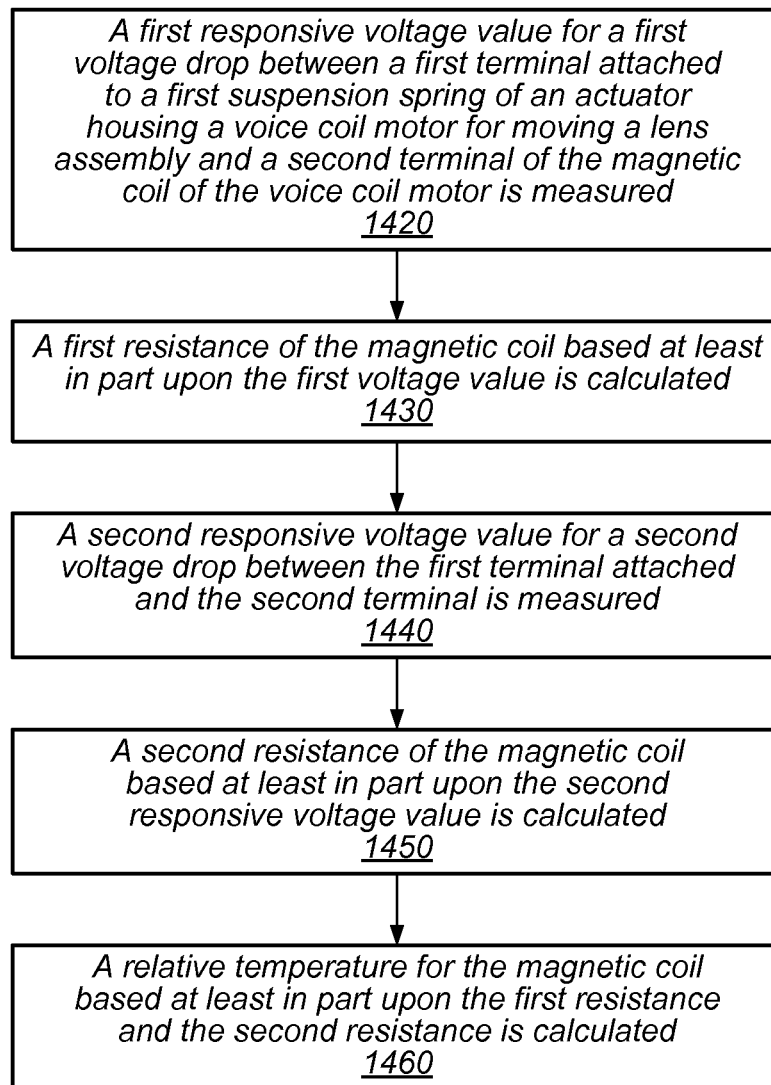 A first responsive voltage value for a first
voltage drop between a first terminal attached
to a first suspension spring of an actuator
housing a voice coil motor for moving a lens
assembly and a second terminal of the magnetic
coil of the voice coil motor is measured
1420
A first resistance of the magnetic coil based at least
in part upon the first voltage value is calculated
1430
A second responsive voltage value for a second
voltage drop between the first terminal attached
and the second terminal is measured
1440
A second resistance of the magnetic coil
based at least in part upon the second
responsive voltage value is calculated
1450
A relative temperature for the magnetic coil
based at least in part upon the first resistance
and the second resistance is calculated
1460